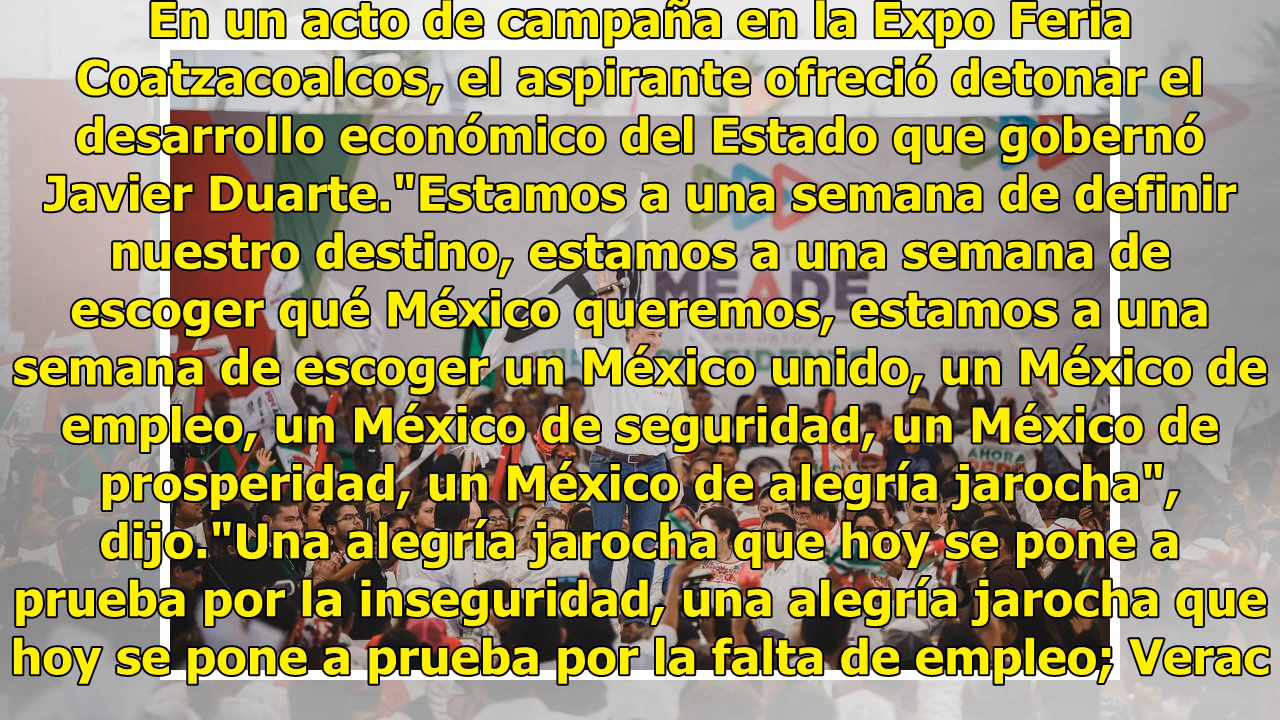 En un acto de campaña en la Expo Feria
Coatzacoalcos, el aspirante ofreció detonar el
desarrollo económico del Estado que gobernó
Javier Duarte."Estamos a una semana de definir
nuestro destino, estamos a una semana de
escoger qué México queremos, estamos a una
semana de escoger un México unido, un México de
empleo, un México de seguridad, un México de
prosperidad, un México de alegría jarocha",
dijo."Una alegría jarocha que hoy se pone a
prueba por la inseguridad, una alegría jarocha que
hoy se pone a prueba por la falta de empleo; Verac
MEADE
AHORA